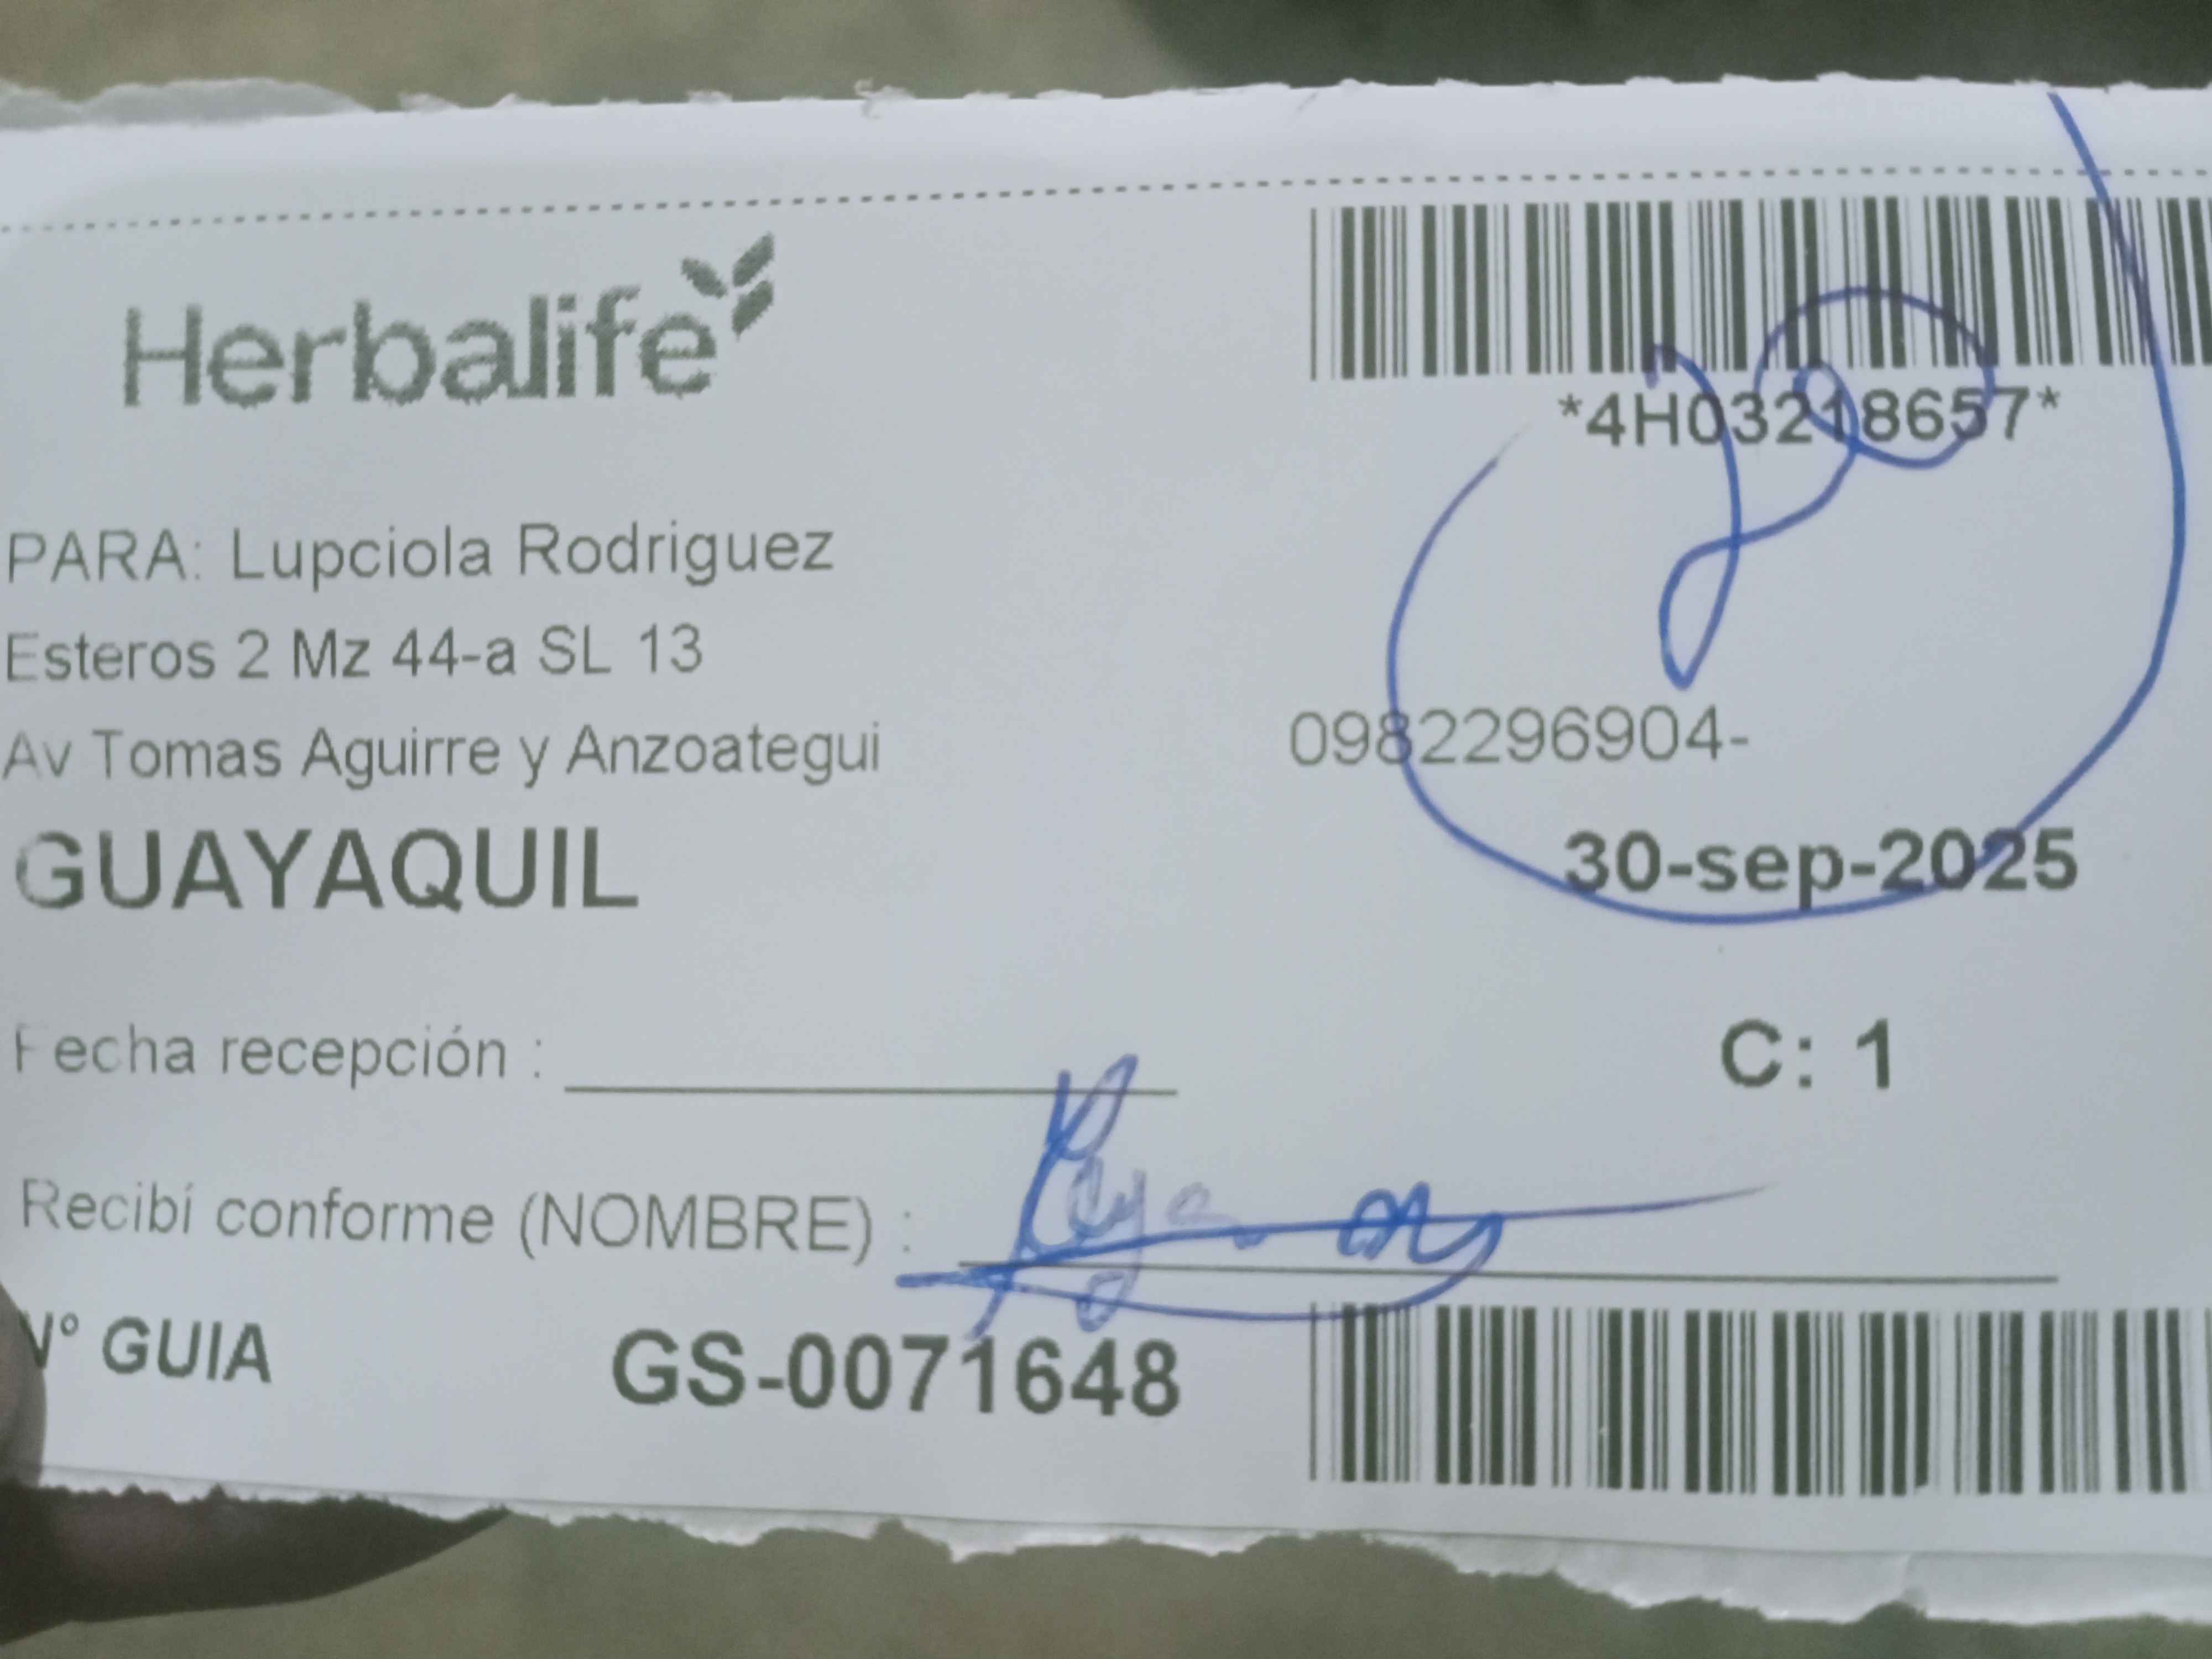 Herbalife
*4H03218657*
PARA: Lupciola Rodriguez
Esteros 2 Mz 44-a SL 13
Av Tomas Aguirre y Anzoategui
0982296904-
GUAYAQUIL
30-sep-2025
Fecha recepción :
C: 1
Recibí conforme (NOMBRE) :
N° GUIA
GS-0071648